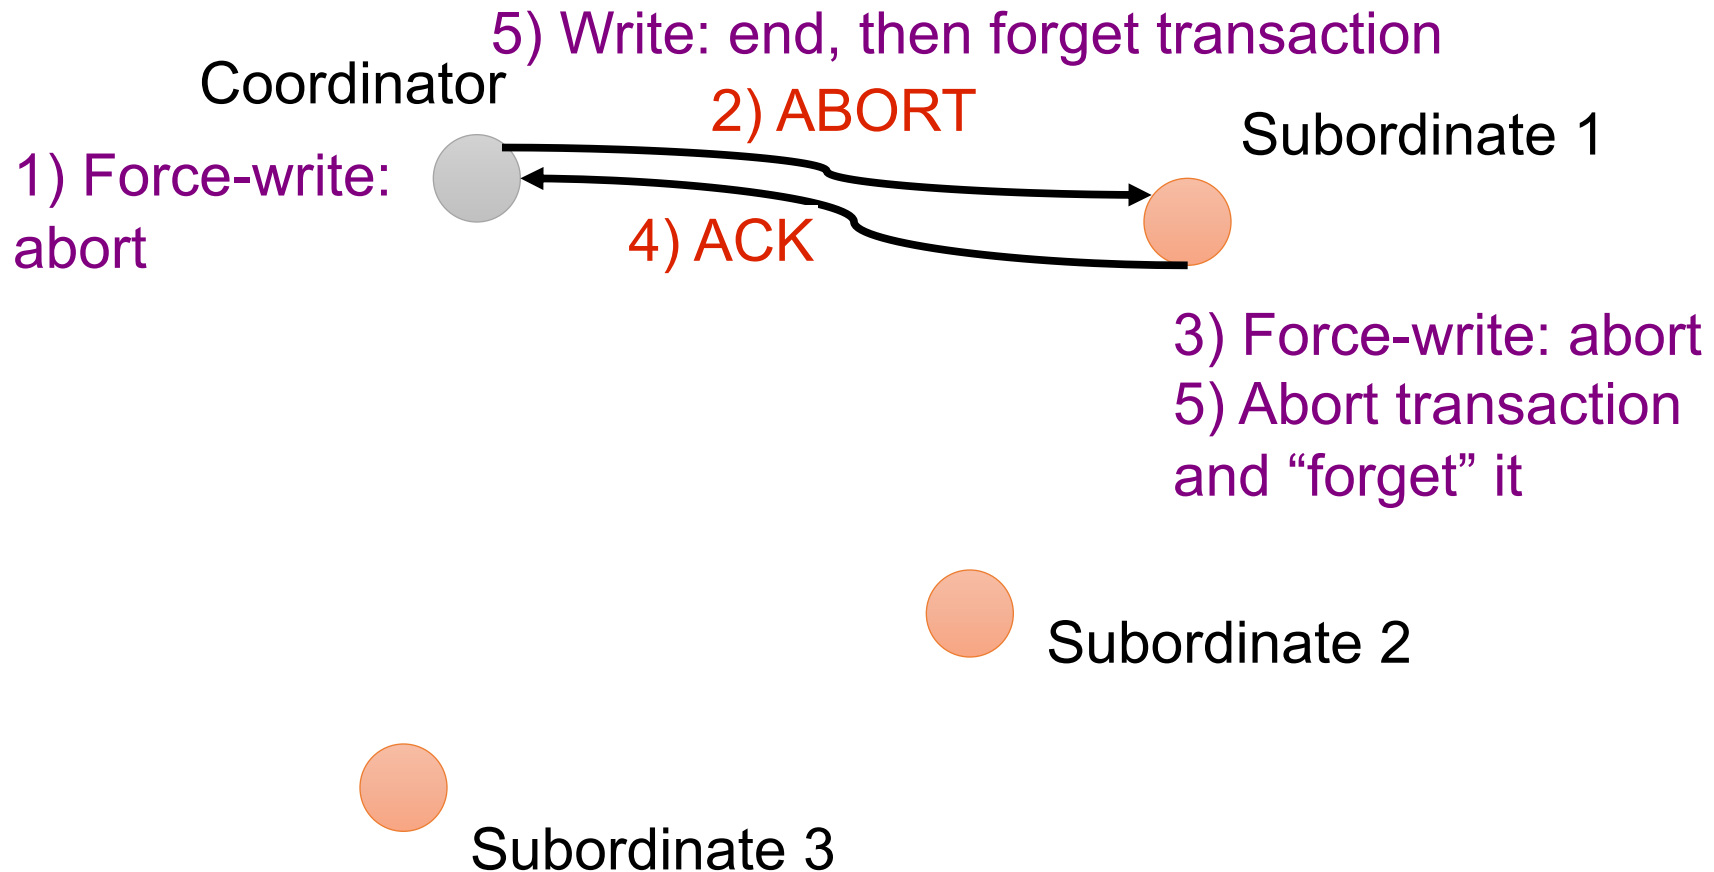 5) Write: end, then forget transaction
Coordinator
2) ABORT
Subordinate 1
1) Force-write:
abort
4) ACK
3) Force-write: abort
5) Abort transaction
and “forget” it
Subordinate 2
Subordinate 3